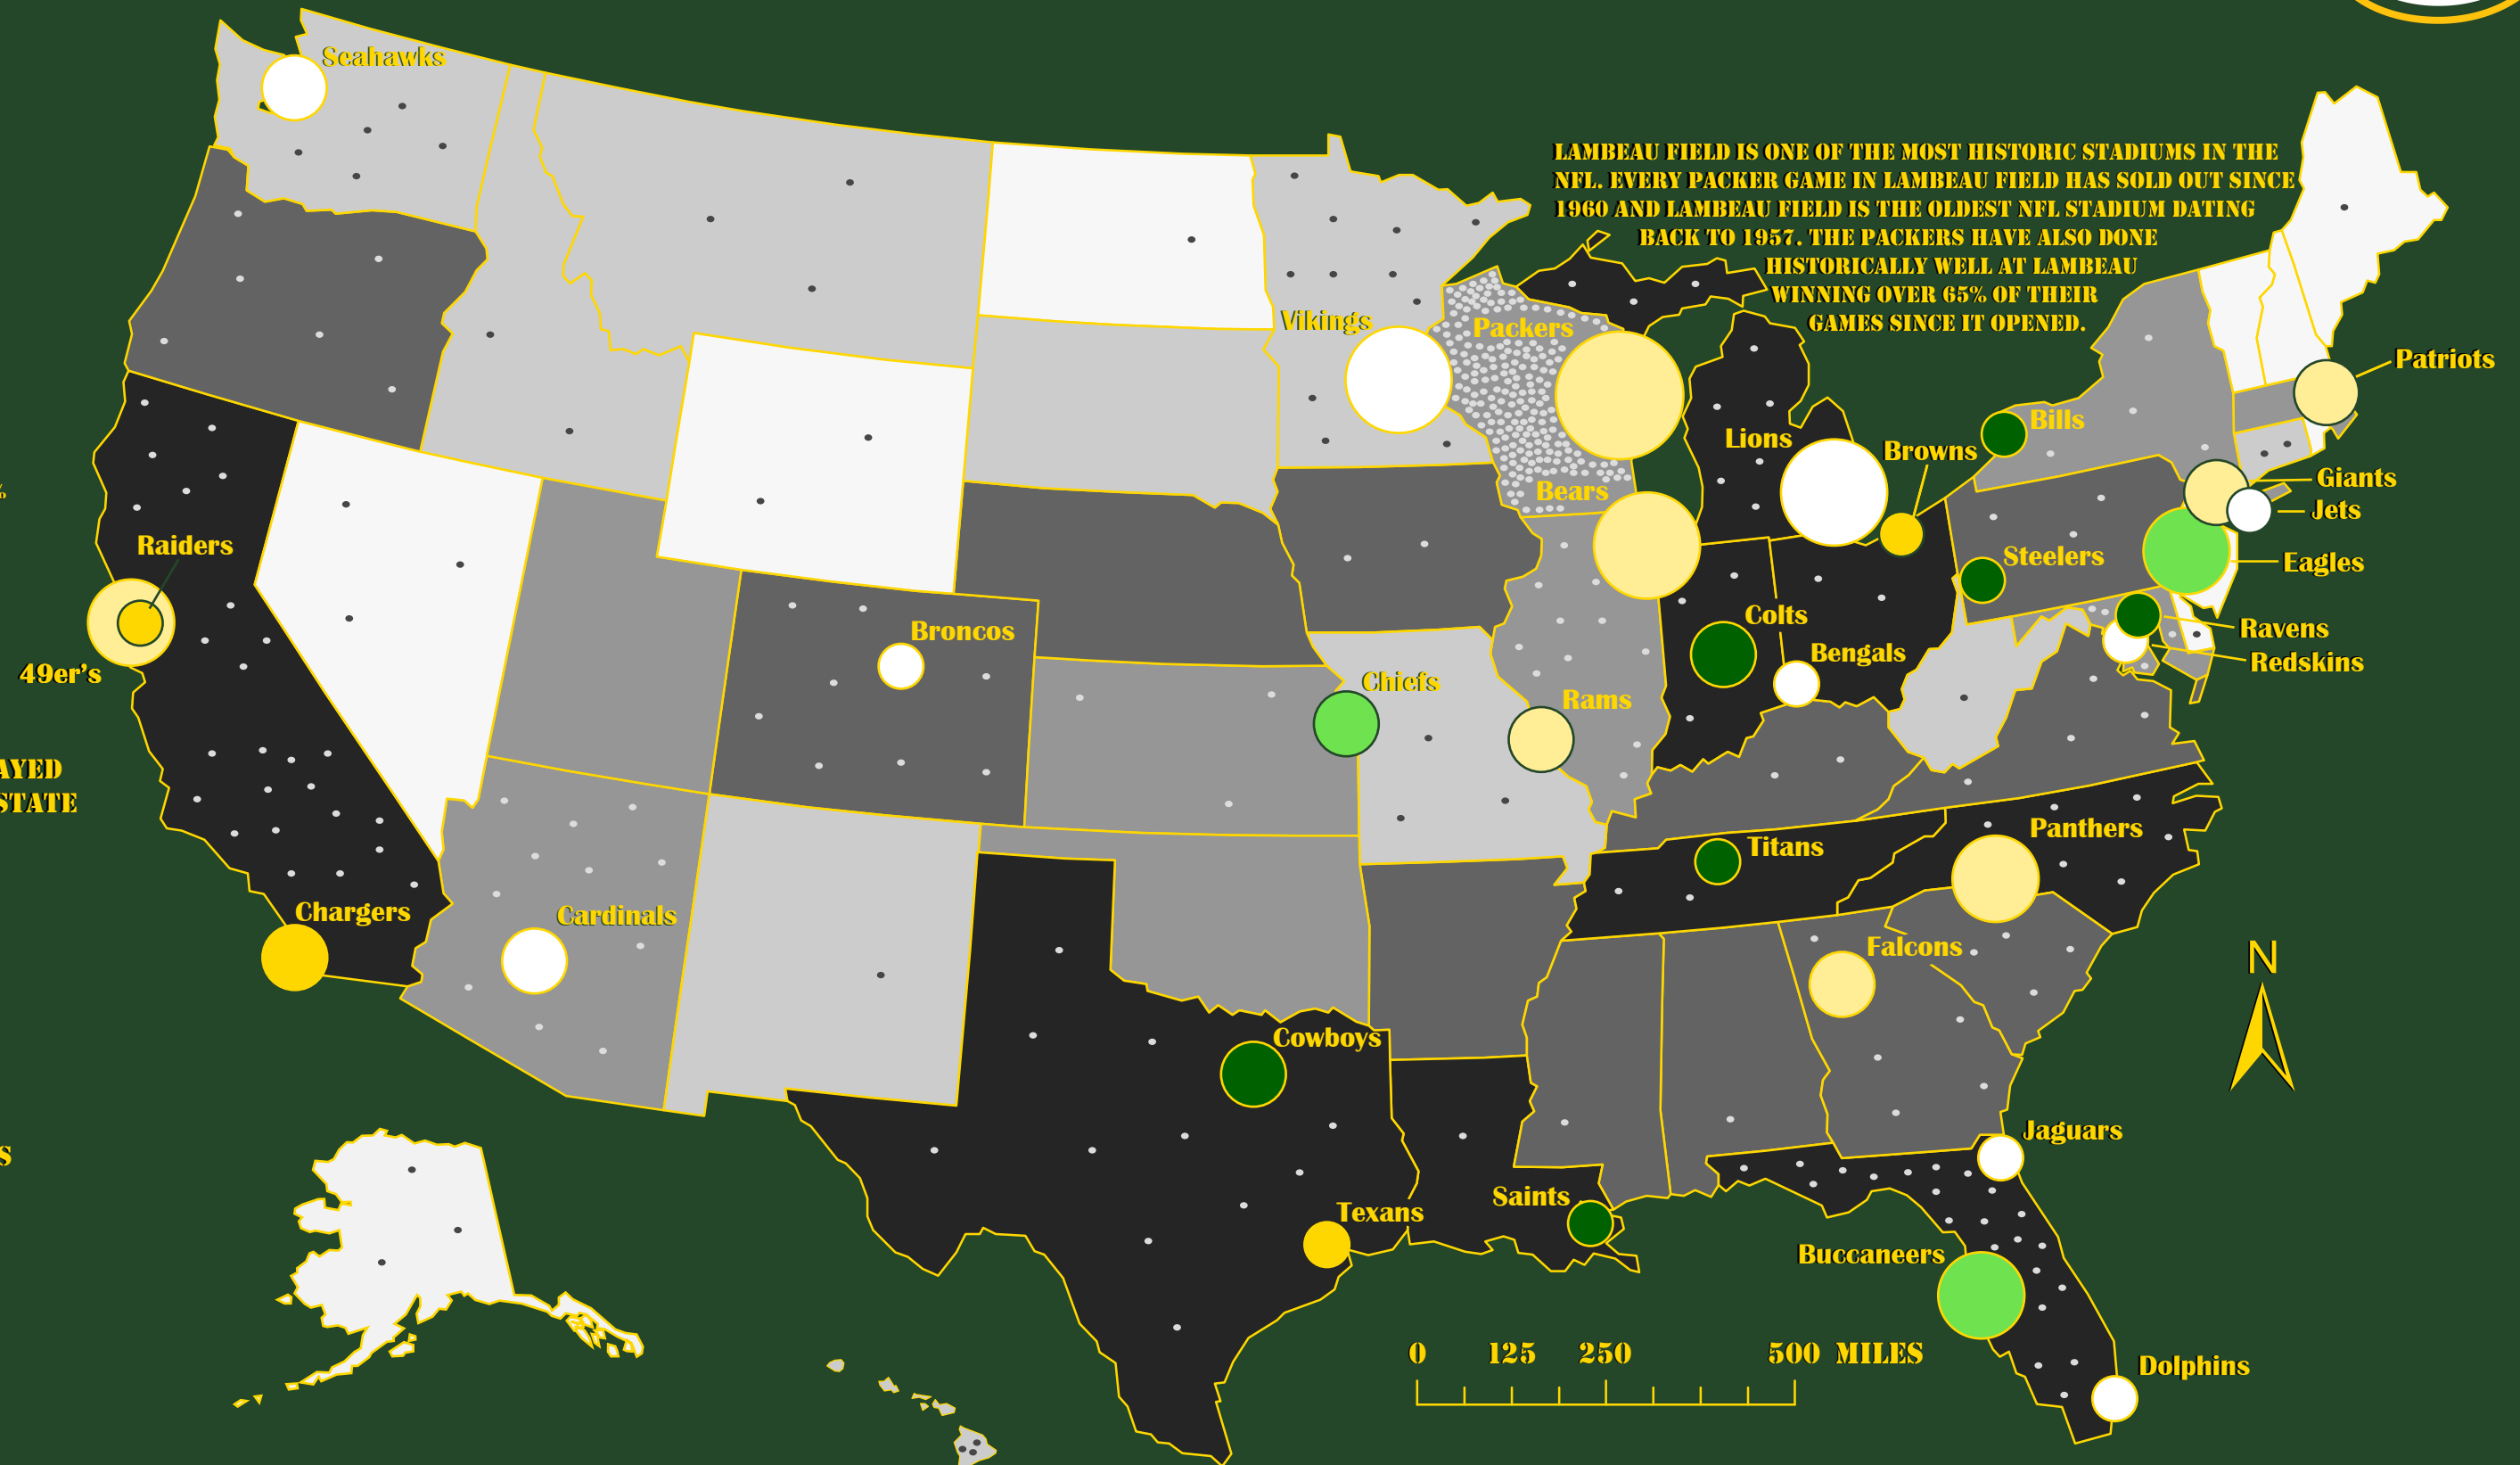 Seahawks
LAMBEAU FIELD IS ONE OF THE MOST HISTORIC STADIUMS IN THE
NFL. EVERY PACKER GAME IN LAMBEAU FIELD HAS SOLD OUT SINCE
1960 AND LAMBEAU FIELD IS THE OLDEST NFL STADIUM DATING
BACK TO 1957. THE PACKERS HAVE ALSO DONE
HISTORICALLY WELL AT LAMBEAU
WINNING OVER 65% OF THEIR
GAMES SINCE IT OPENED.
Vikings
Packers
Patriots
Bills
Lions
Browns
Giants
Bears
%
Jets
Raiders
Steelers
Eagles
Colts
Ravens
Broncos
Bengals
Redskins
49er's
Chiefs
Rams
AYED
STATE
Panthers
Titans
Chargers
Cardinals
Falcons
N
Cowboys
Jaguars
S
Saints
Texans
Buccaneers
0 125 250 500 MILES
Dolphins